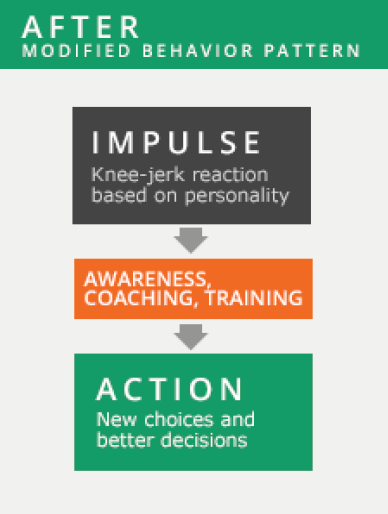 AFTER
MODIFIED BEHAVIOR PATTERN
IMPULSE
Knee-jerk reaction
based on personality
AWARENESS,
COACHING, TRAINING
ACTION
New choices and
better decisions